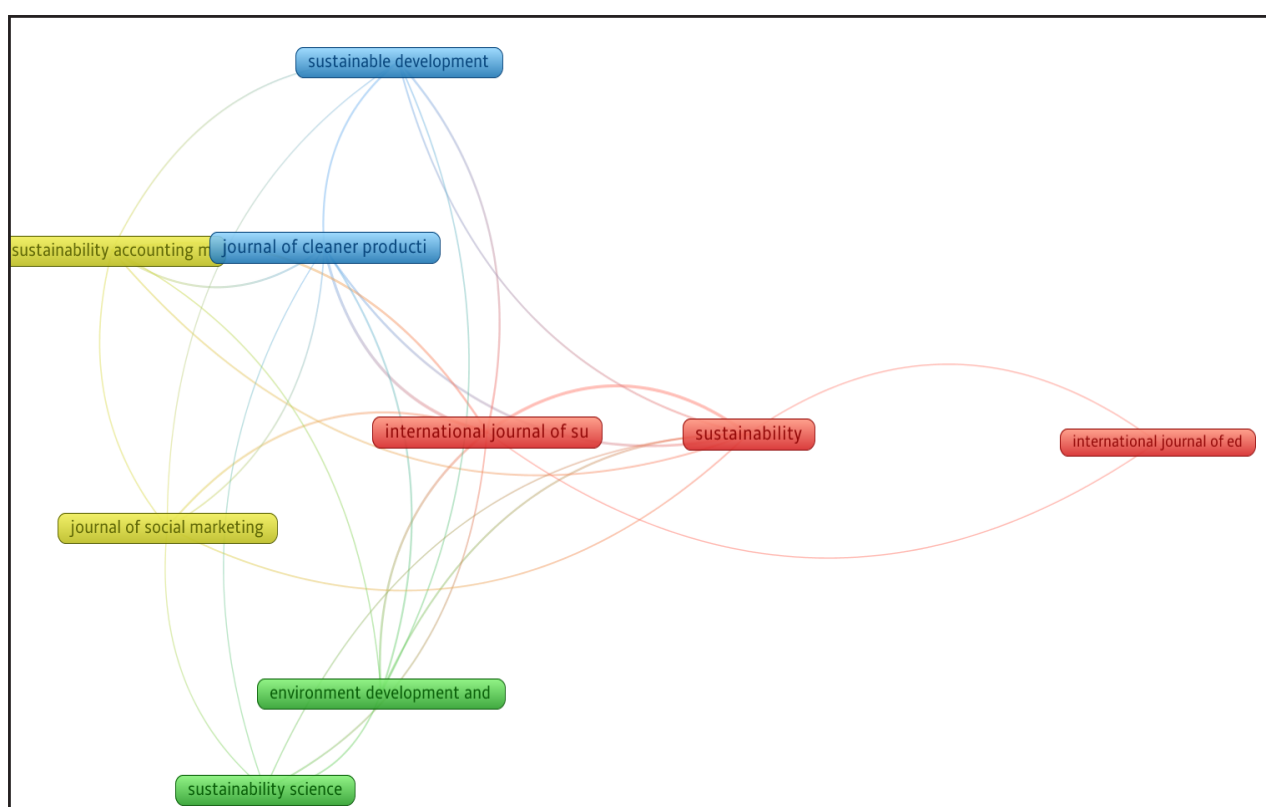 sustainable development
sustainability accounting m
journal of cleaner producti
international journal of su
sustainability
international journal of ed
journal of social marketing
environment development and
sustainability science